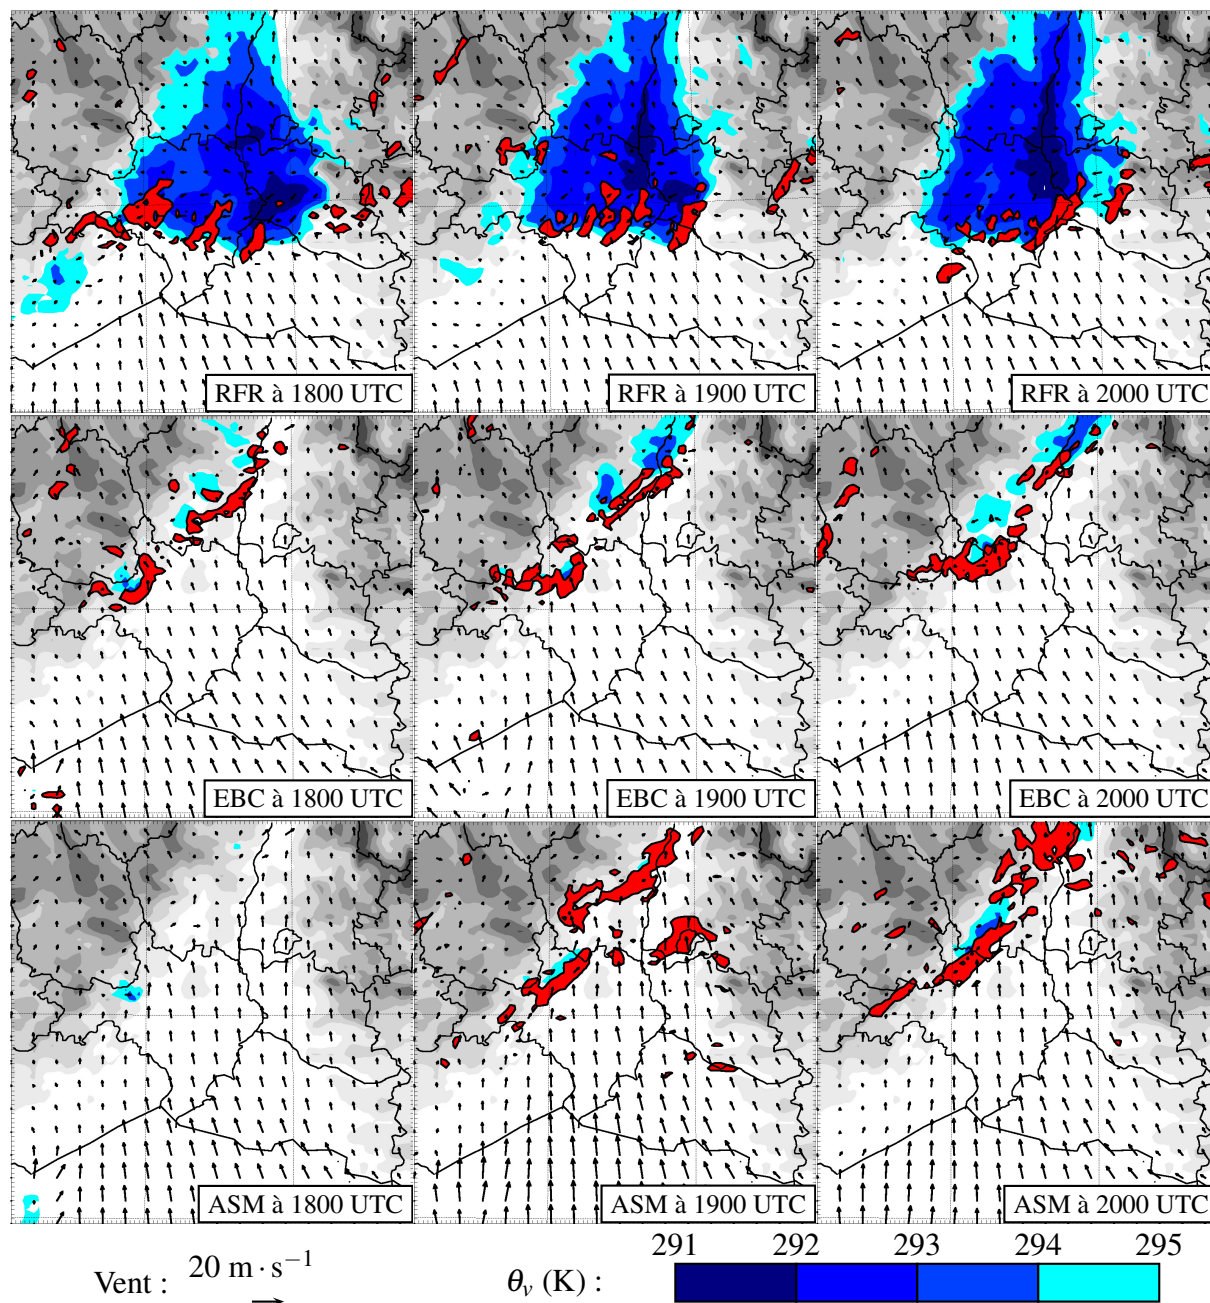 RFR à 1800 UTC
RFR à 1900 UTC
RFR à 2000 UTC
EBC à 1800 UTC
EBC à 1900 UTC
EBC à 2000 UTC
ASM à 1800 UTC
ASM à 1900 UTC
ASM à 2000 UTC
291 292 293 294 295
Vent : 20 m · s⁻¹ θᵥ (K) :